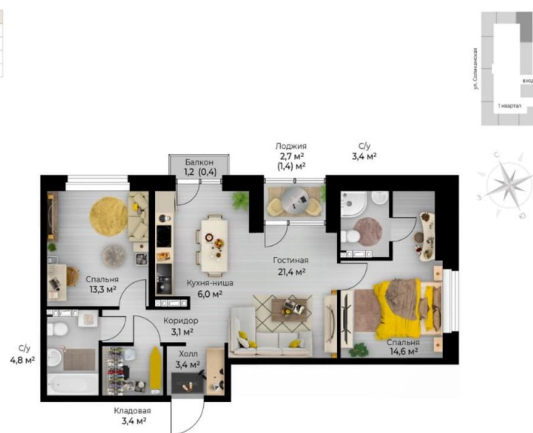 ул. Салманская
вход
1 квартал
Лоджия
2,7 м²
(1,4) м²
С/у
3,4 м²
Балкон
1,2 (0,4)
Гостиная
21,4 м²
Спальня
13,3 м²
Кухня-ниша
6,0 м²
Коридор
3,1 м²
С/у
4,8 м²
Холл
3,4 м²
Спальня
14,6 м²
Кладовая
3,4 м²